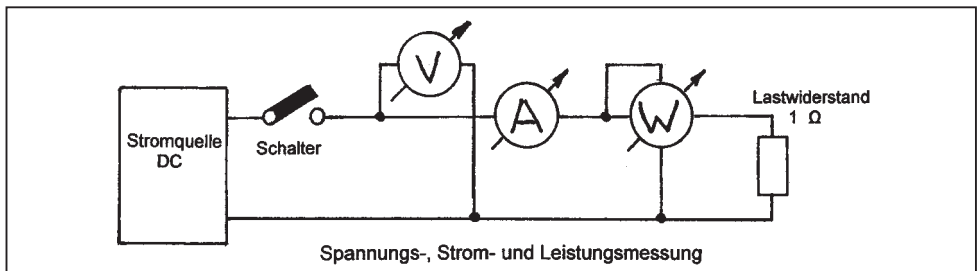 V
A
W
Lastwiderstand
1 Ω
Stromquelle
DC
Schalter
Spannungs-, Strom- und Leistungsmessung